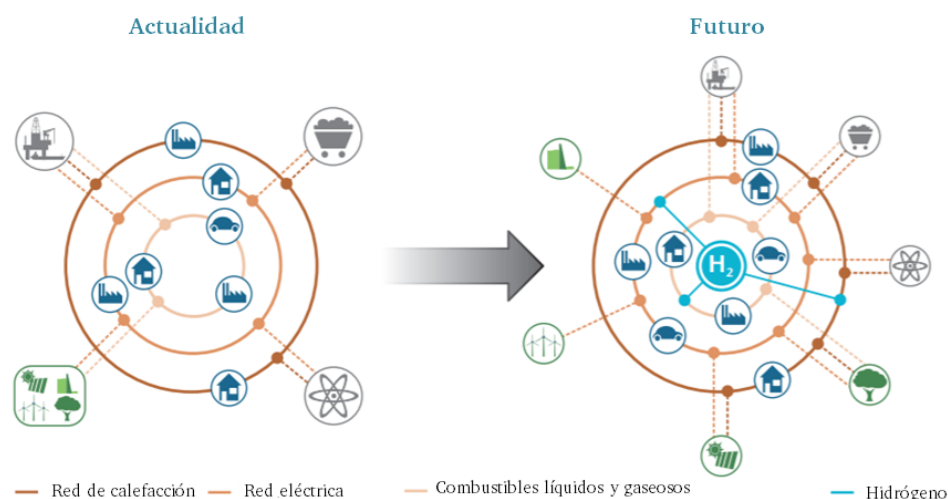 Actualidad
Futuro
H₂
Red de calefacción
Red eléctrica
Combustibles líquidos y gaseosos
Hidrógeno